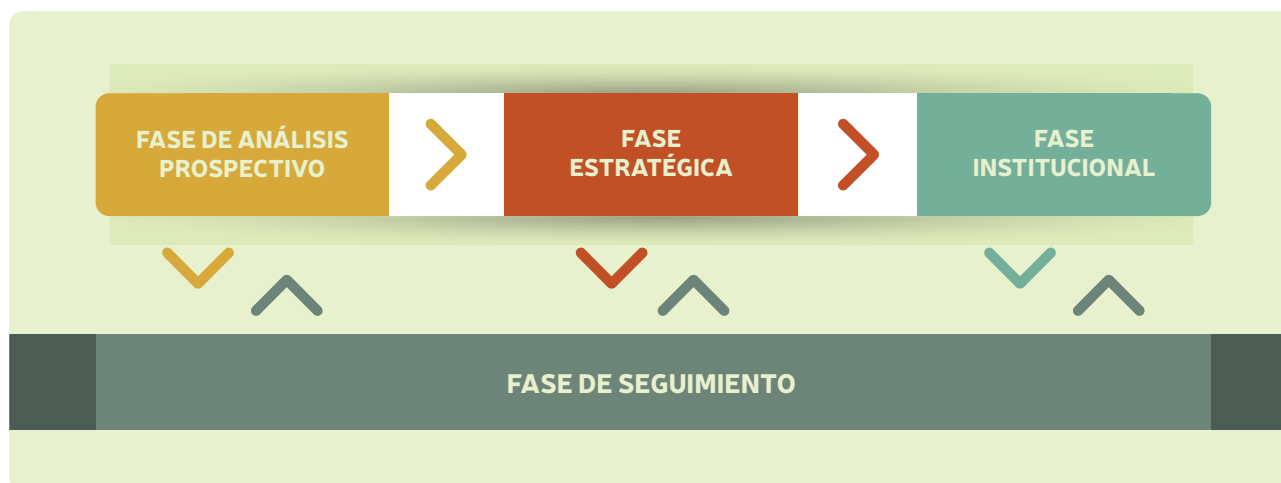 FASE DE ANÁLISIS
PROSPECTIVO
FASE
ESTRATÉGICA
FASE
INSTITUCIONAL
FASE DE SEGUIMIENTO